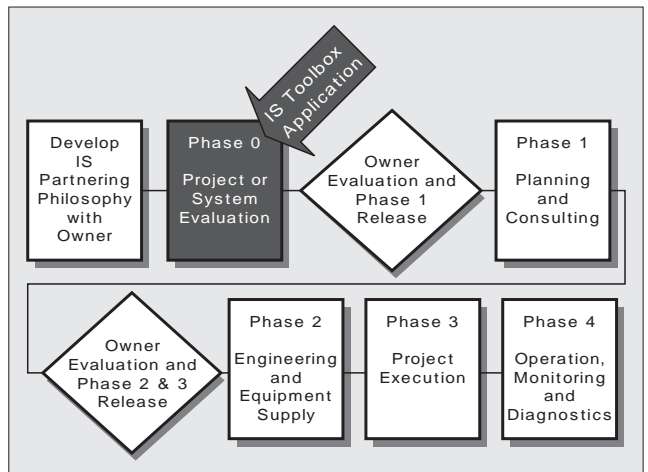 IS Toolbox
Application
Develop
IS
Partnering
Philosophy
with
Owner
Phase 0
Project or
System
Evaluation
Owner
Evaluation and
Phase 1
Release
Phase 1
Planning
and
Consulting
Owner
Evaluation and
Phase 2 & 3
Release
Phase 2
Engineering
and
Equipment
Supply
Phase 3
Project
Execution
Phase 4
Operation,
Monitoring
and
Diagnostics